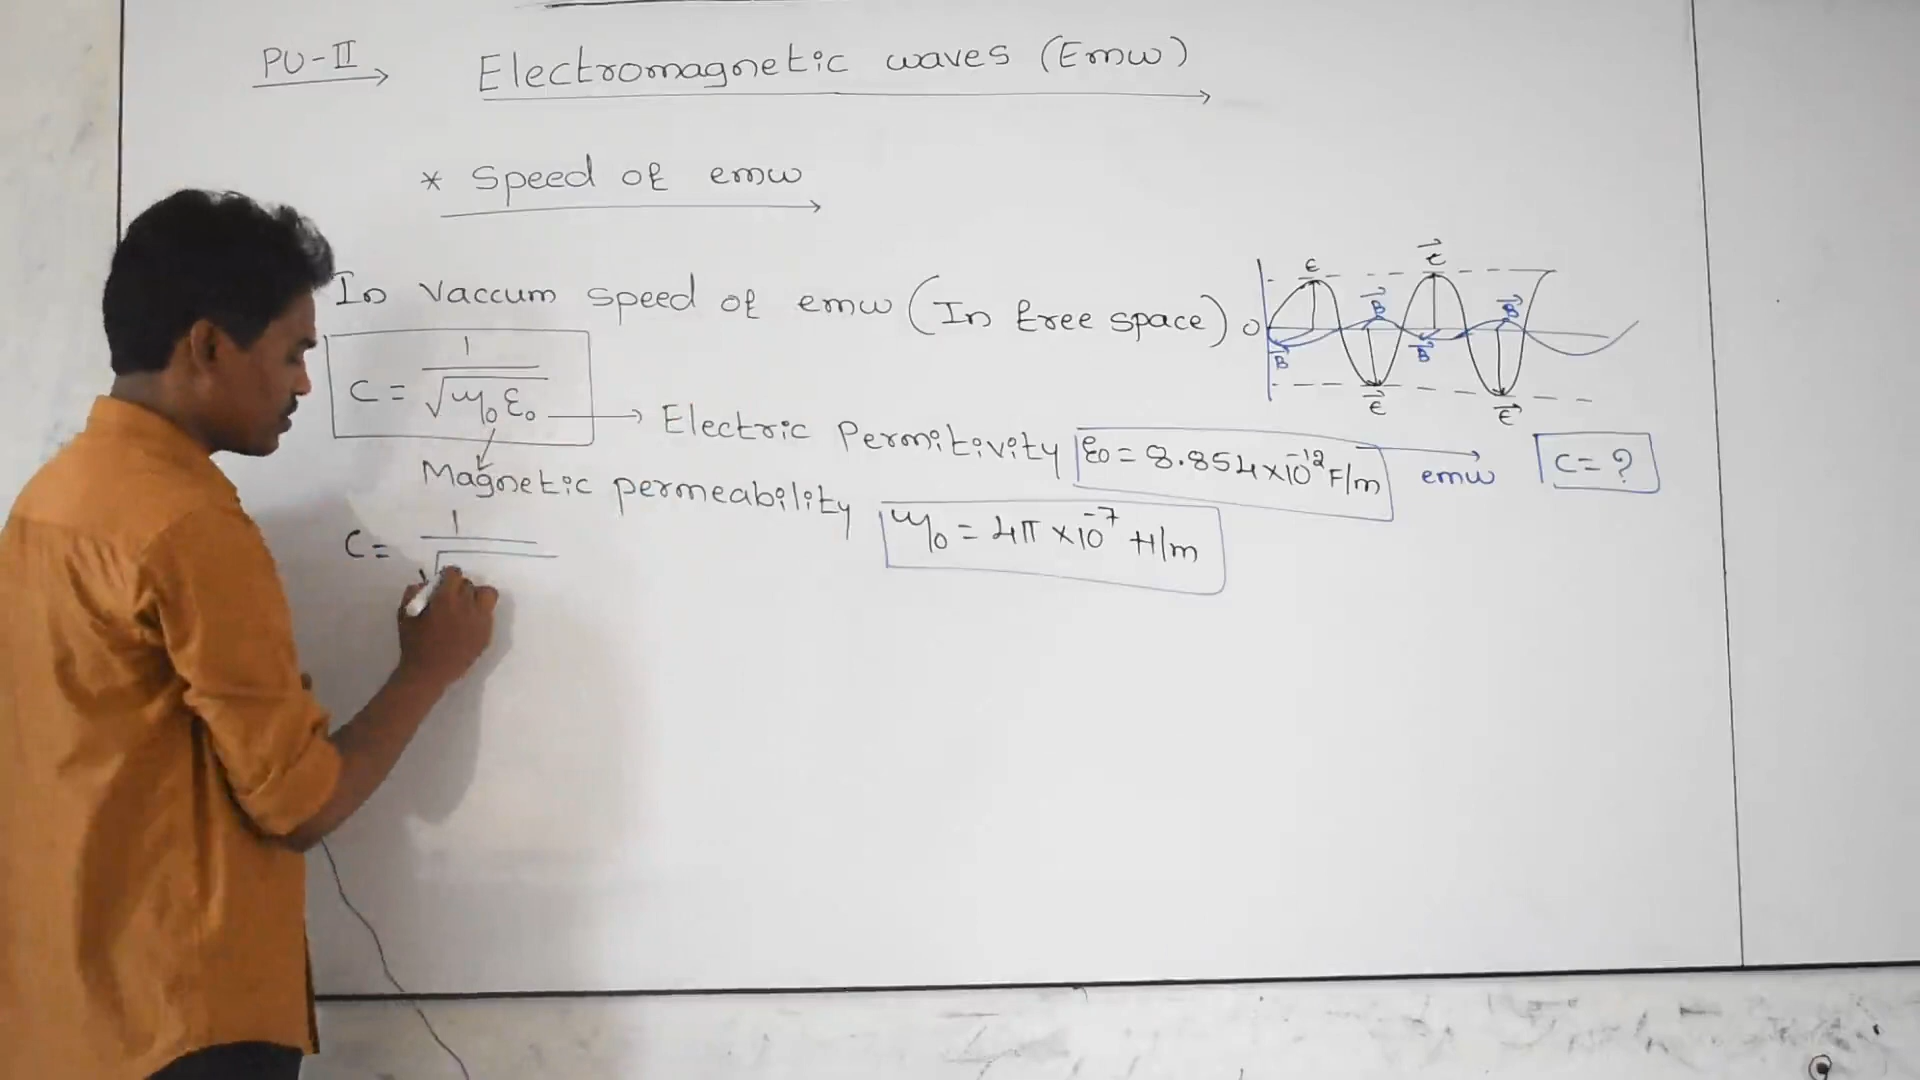 PU-II
Electromagnetic waves (Emw)
* Speed of emw
In vaccum speed of emw (In free space)
C = 1/√μ₀ε₀
Electric Permitivity ε₀ = 8.854×10⁻¹² F/m
Magnetic permeability μ₀ = 4π×10⁻⁷ H/m
C = 1/√
O
E
E
B
B
B
B
E
E
emw
C = ?